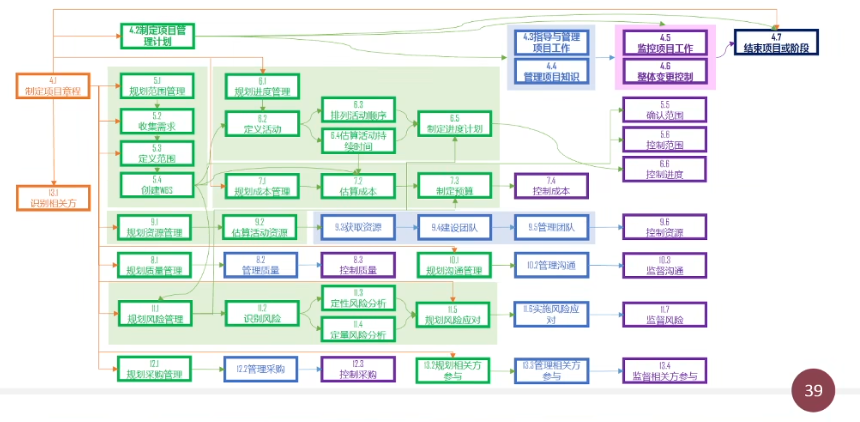 4.2制定项目管
理计划
4.3指导与管理
项目工作
4.4
管理项目知识
4.5
监控项目工作
4.6
整体变更控制
4.7
结束项目或阶段
4.1
制定项目章程
5.1
规划范围管理
6.1
规划进度管理
5.2
收集需求
6.2
定义活动
6.3
排列活动顺序
6.4估算活动持
续时间
6.5
制定进度计划
5.5
确认范围
5.6
控制范围
6.6
控制进度
5.3
定义范围
5.4
创建WBS
7.1
规划成本管理
7.2
估算成本
7.3
制定预算
7.4
控制成本
13.1
识别相关方
9.1
规划资源管理
9.2
估算活动资源
9.3获取资源
9.4建设团队
9.5管理团队
9.6
控制资源
8.1
规划质量管理
8.2
管理质量
8.3
控制质量
10.1
规划沟通管理
10.2管理沟通
10.3
监督沟通
11.1
规划风险管理
11.2
识别风险
11.3
定性风险分析
11.4
定量风险分析
11.5
规划风险应对
11.6实施风险应
对
11.7
监督风险
12.1
规划采购管理
12.2管理采购
12.3
控制采购
13.2规划相关方
参与
13.3管理相关方
参与
13.4
监督相关方参与
39